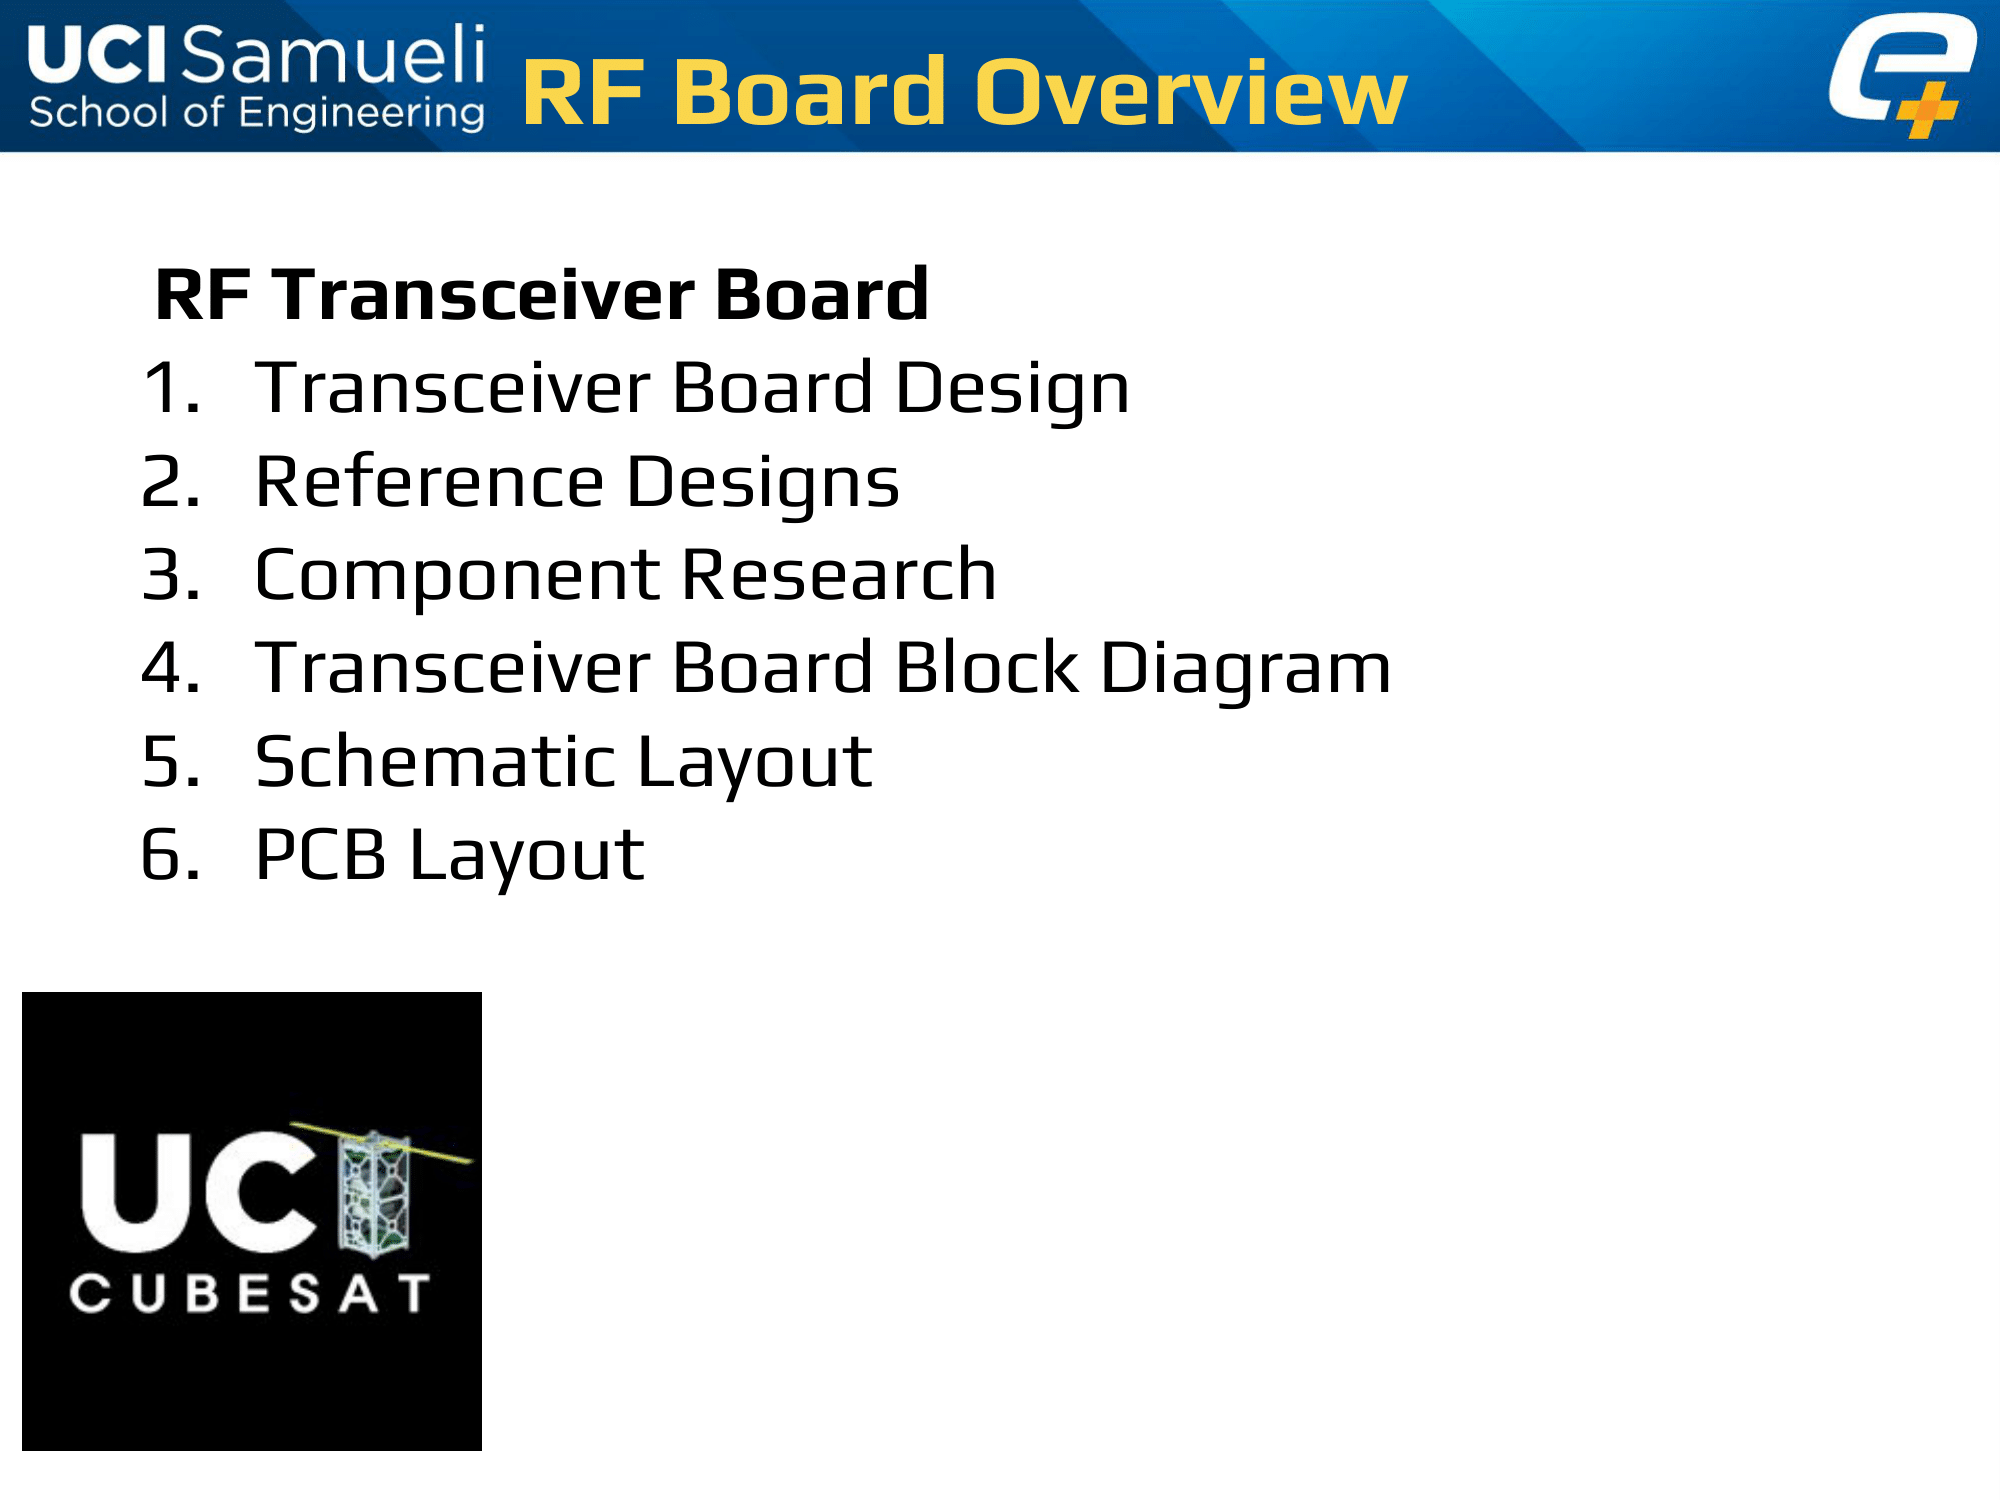 UCI Samueli
School of Engineering
RF Board Overview
e+
RF Transceiver Board
1. Transceiver Board Design
2. Reference Designs
3. Component Research
4. Transceiver Board Block Diagram
5. Schematic Layout
6. PCB Layout
UCI
CUBESAT